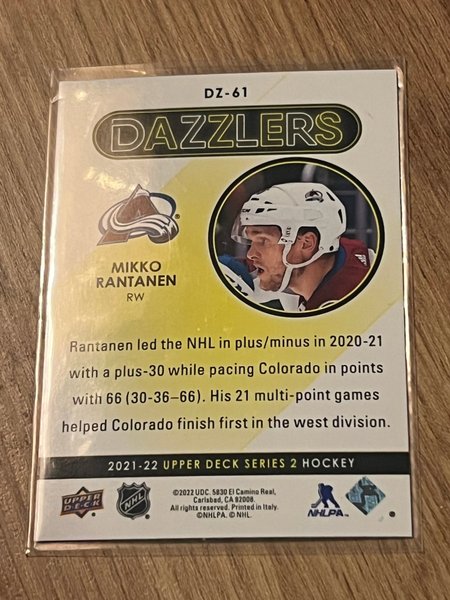 DZ-61
DAZZLERS
MIKKO
RANTANEN
RW
Rantanen led the NHL in plus/minus in 2020-21
with a plus-30 while pacing Colorado in points
with 66 (30-36—66). His 21 multi-point games
helped Colorado finish first in the west division.
2021-22 UPPER DECK SERIES 2 HOCKEY
UPPER
DECK
NHL
©2022 UDC. 5830 El Camino Real,
Carlsbad, CA 92008.
All rights reserved. Printed in Italy.
©NHLPA. © NHL.
NHLPA